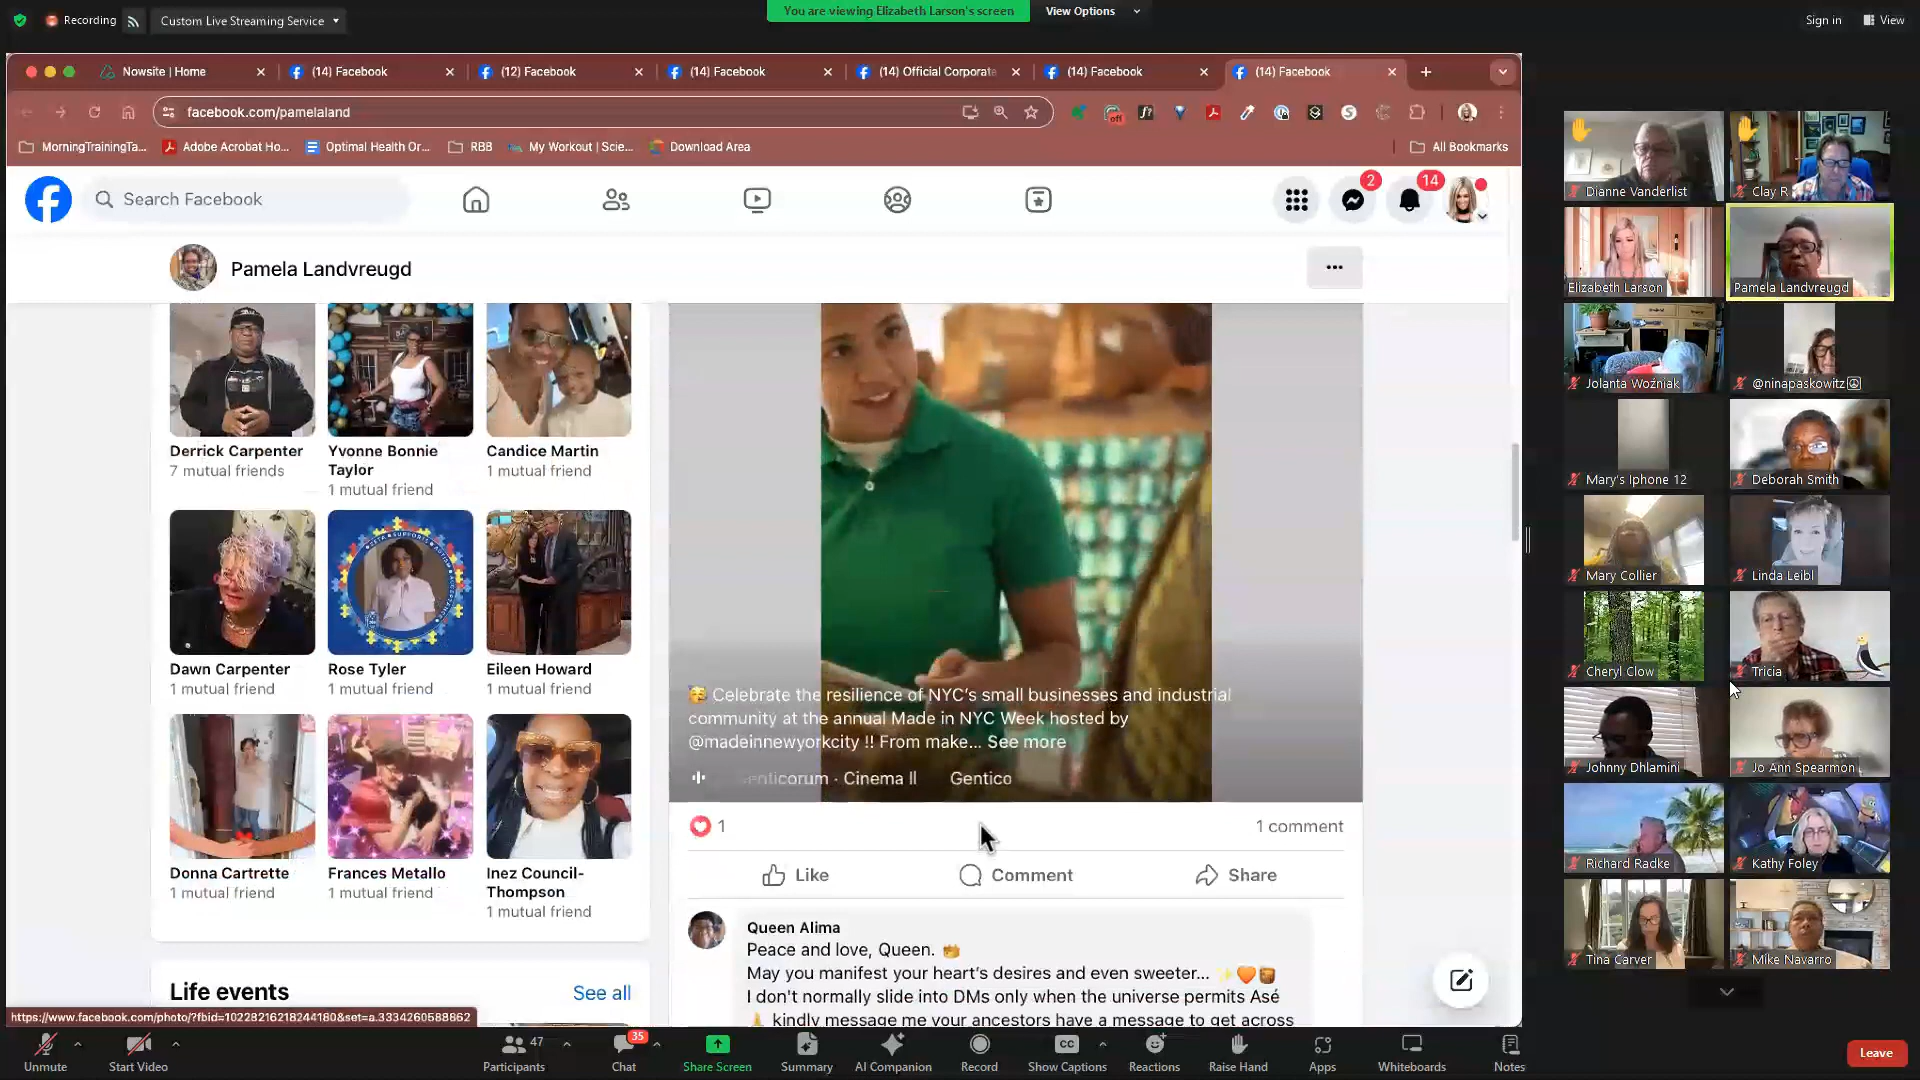 Recording
Custom Live Streaming Service
You are viewing Elizabeth Larson's screen
View Options
Sign in
View
Nowsite | Home
(14) Facebook
(12) Facebook
(14) Facebook
(14) Official Corporate
(14) Facebook
(14) Facebook
facebook.com/pamelaland
off
MorningTrainingTa...
Adobe Acrobat Ho...
Optimal Health Or...
RBB
My Workout | Scie...
Download Area
All Bookmarks
Search Facebook
2
14
Pamela Landvreugd
Derrick Carpenter
7 mutual friends
Yvonne Bonnie
Taylor
1 mutual friend
Candice Martin
1 mutual friend
Dawn Carpenter
1 mutual friend
Rose Tyler
1 mutual friend
Eileen Howard
1 mutual friend
Donna Cartrette
1 mutual friend
Frances Metallo
1 mutual friend
Inez Council-
Thompson
1 mutual friend
Life events
See all
https://www.facebook.com/photo/?fbid=10228216218244180&set=a.3334260588862
🥳 Celebrate the resilience of NYC's small businesses and industrial
community at the annual Made in NYC Week hosted by
@madeinnewyorkcity !! From make... See more
enticorum · Cinema II Gentico
1
1 comment
Like
Comment
Share
Queen Alima
Peace and love, Queen.
May you manifest your heart's desires and even sweeter...
I don't normally slide into DMs only when the universe permits Asé
kindly message me your ancestors have a message to get across
Dianne Vanderlist
Clay R
Elizabeth Larson
Pamela Landvreugd
Jolanta Woźniak
@ninapaskowitz
Mary's Iphone 12
Deborah Smith
Mary Collier
Linda Leibl
Cheryl Clow
Tricia
Johnny Dhlamini
Jo Ann Spearmon
Richard Radke
Kathy Foley
Tina Carver
Mike Navarro
Unmute
Start Video
47
Participants
35
Chat
Share Screen
Summary
AI Companion
Record
CC
Show Captions
Reactions
Raise Hand
Apps
Whiteboards
Notes
Leave